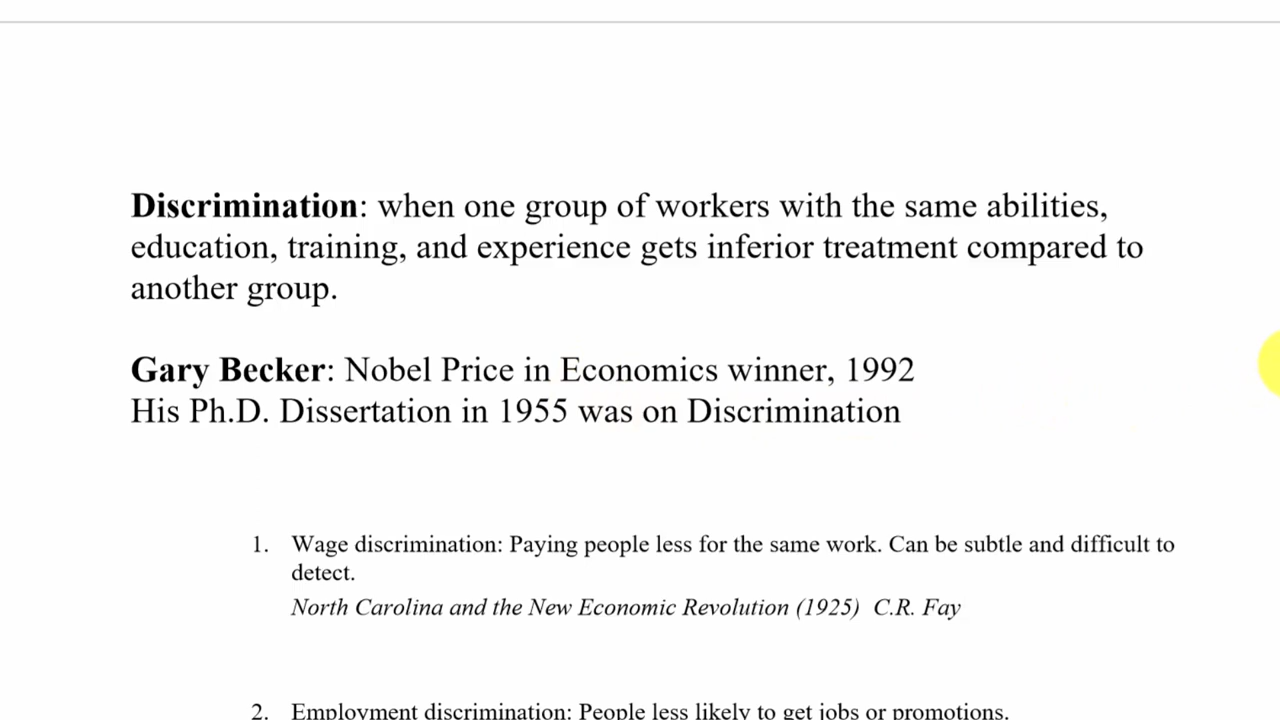 Discrimination: when one group of workers with the same abilities,
education, training, and experience gets inferior treatment compared to
another group.
Gary Becker: Nobel Price in Economics winner, 1992
His Ph.D. Dissertation in 1955 was on Discrimination
1. Wage discrimination: Paying people less for the same work. Can be subtle and difficult to
detect.
North Carolina and the New Economic Revolution (1925) C.R. Fay
2. Employment discrimination: People less likely to get jobs or promotions.